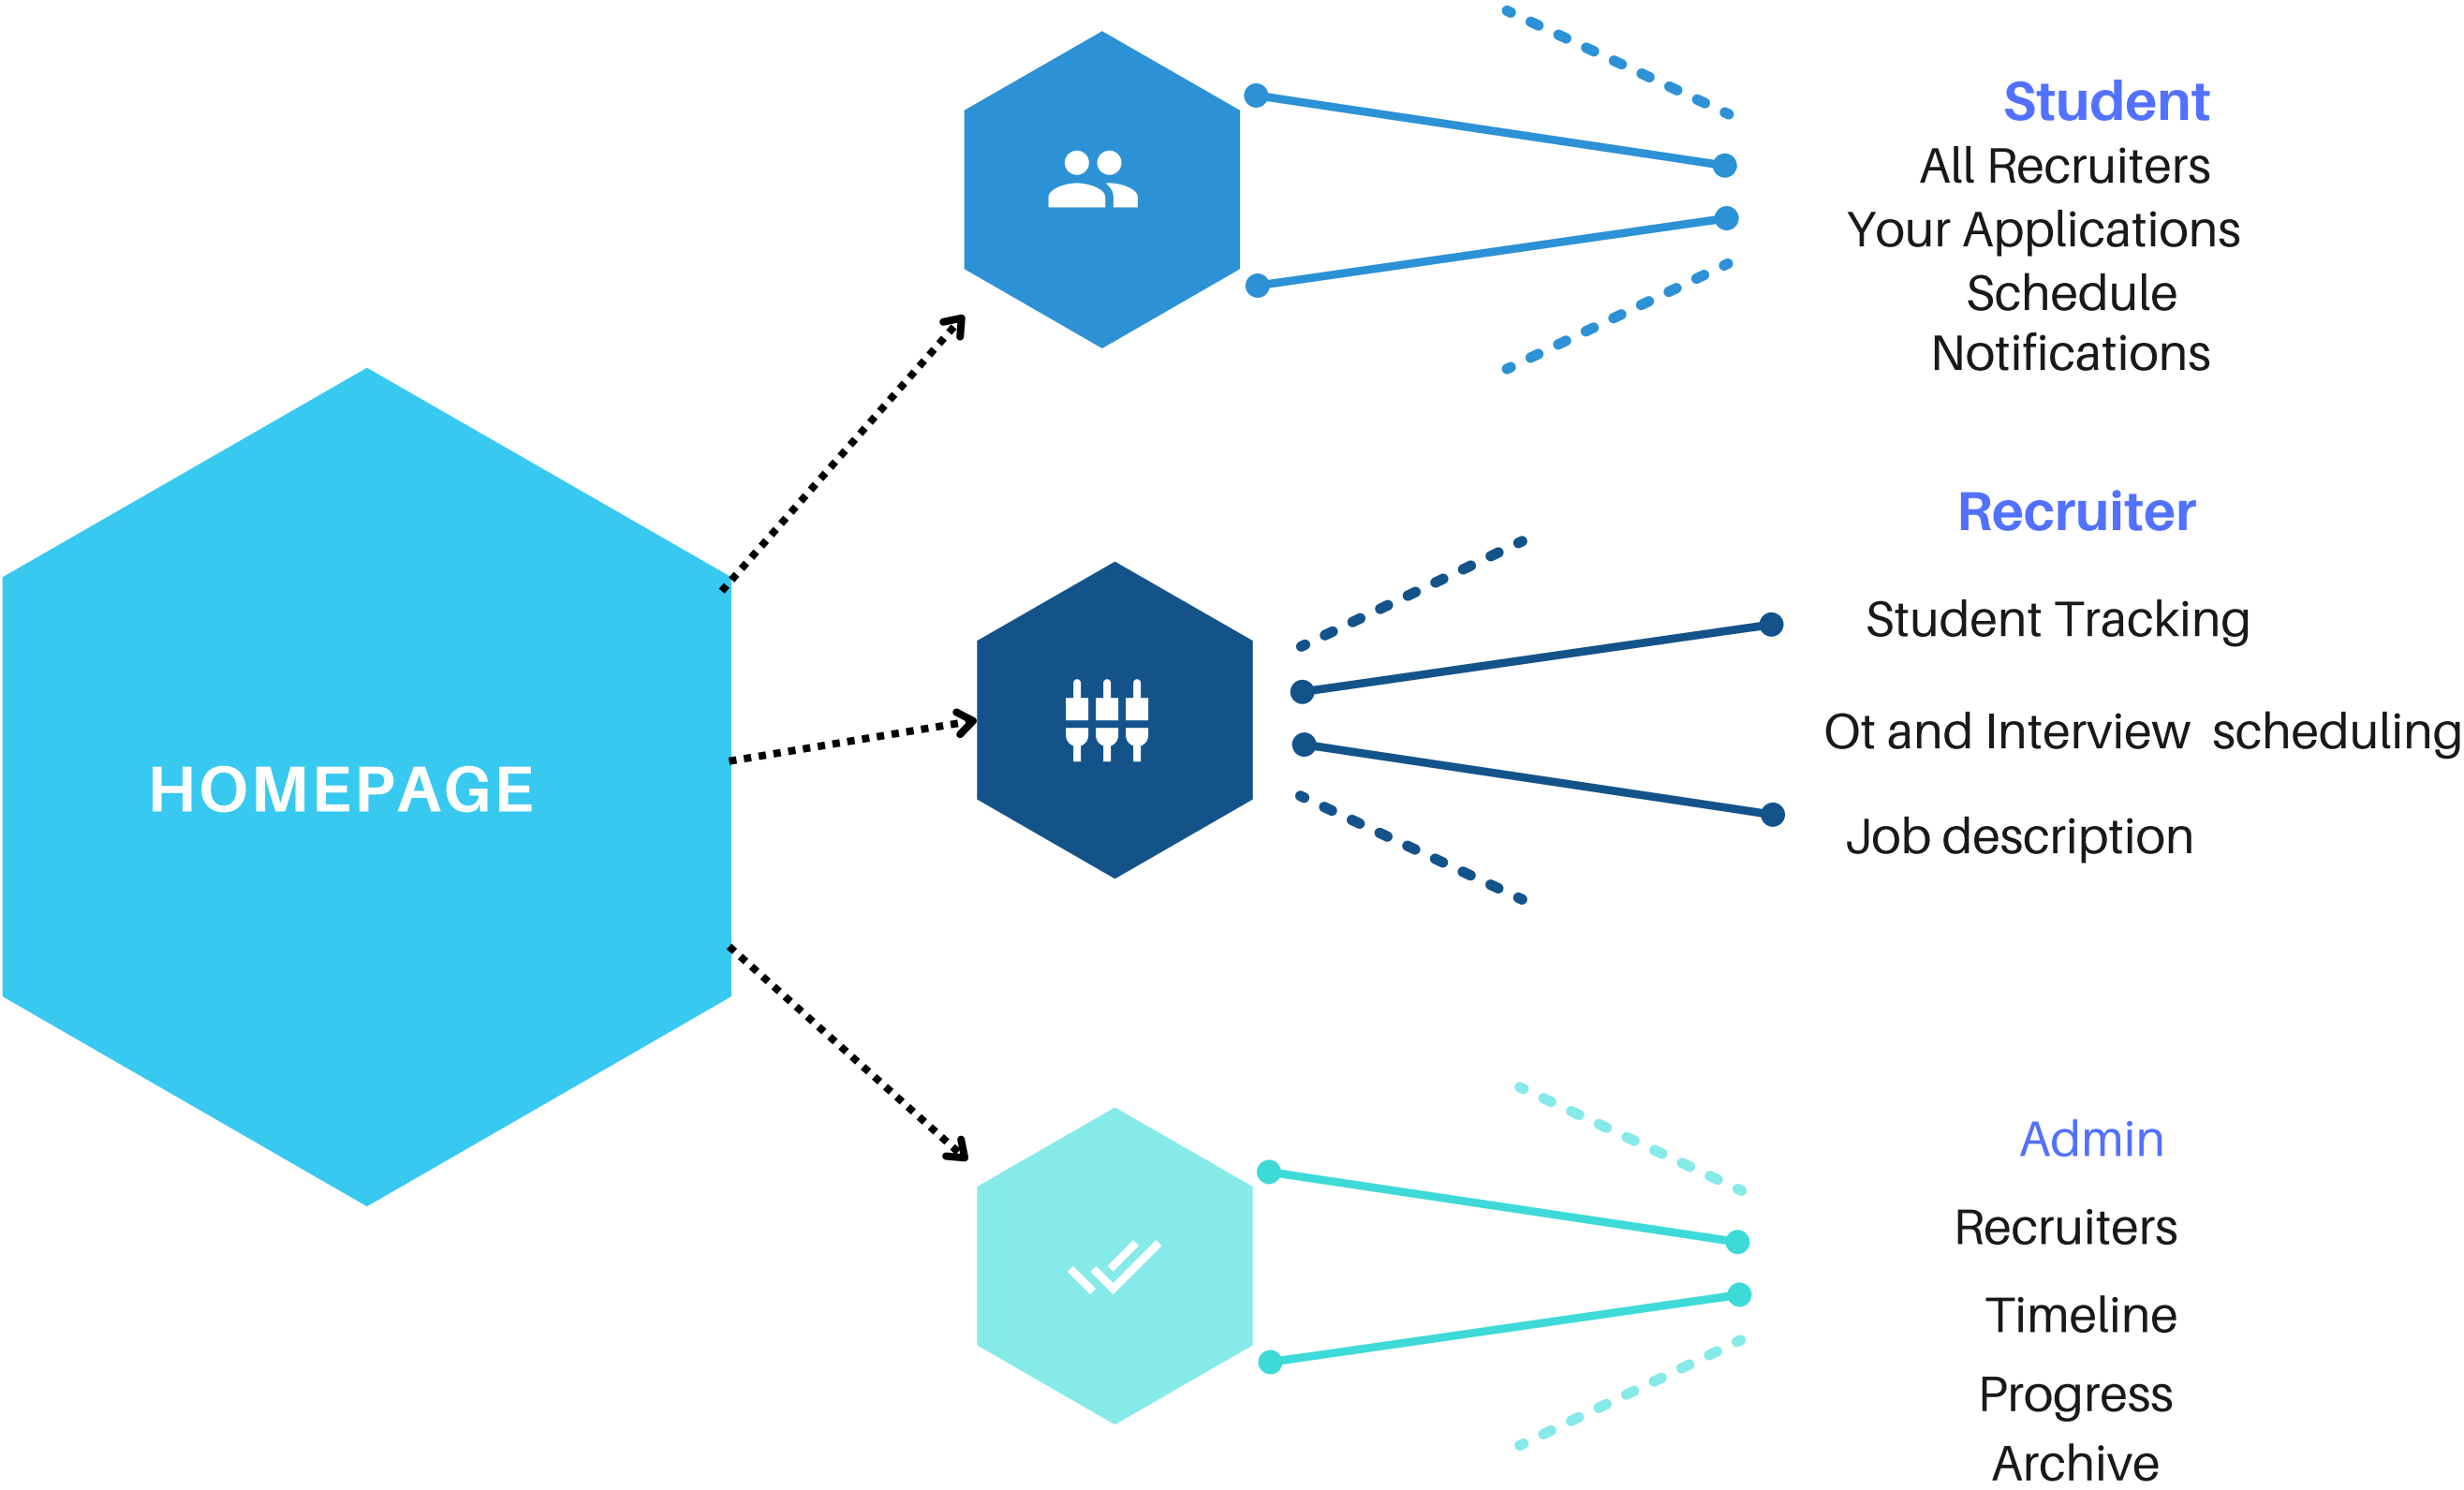 Student
All Recruiters
Your Applications
Schedule
Notifications
Recruiter
Student Tracking
Ot and Interview  scheduling
HOMEPAGE
Job description
Admin
Recruiters
Timeline
Progress
Archive